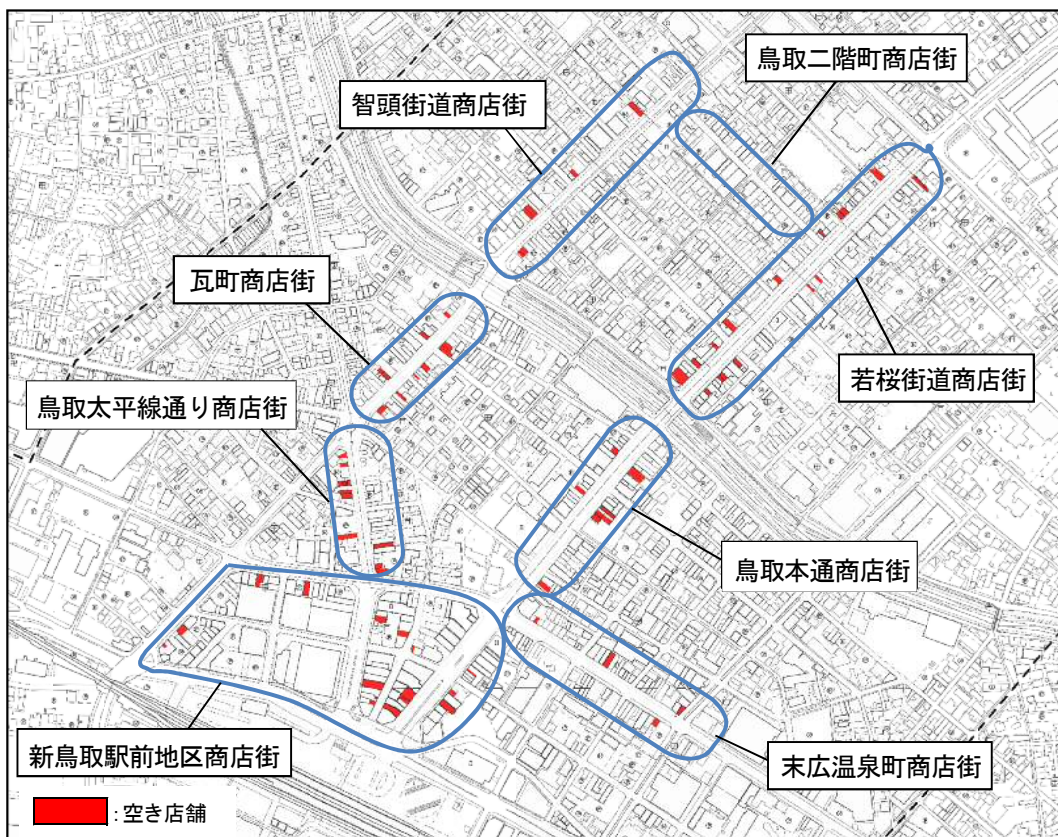 鳥取二階町商店街
智頭街道商店街
瓦町商店街
若桜街道商店街
鳥取太平線通り商店街
鳥取本通商店街
新鳥取駅前地区商店街
末広温泉町商店街
:空き店舗